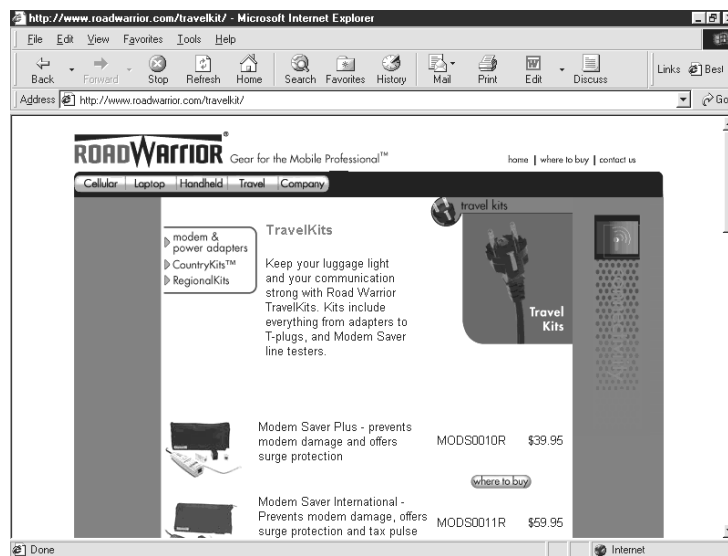 http://www.roadwarrior.com/travelkit/ - Microsoft Internet Explorer
File Edit View Favorites Tools Help
Back Forward Stop Refresh Home Search Favorites History Mail Print Edit Discuss Links Best
Address http://www.roadwarrior.com/travelkit/ Go
ROADWARRIOR® Gear for the Mobile Professional™ home | where to buy | contact us
Cellular Laptop Handheld Travel Company
travel kits
modem &
power adapters
CountryKits™
RegionalKits
TravelKits
Keep your luggage light
and your communication
strong with Road Warrior
TravelKits. Kits include
everything from adapters to
T-plugs, and Modem Saver
line testers.
Travel
Kits
Modem Saver Plus - prevents
modem damage and offers
surge protection
MODS0010R $39.95
where to buy
Modem Saver International -
Prevents modem damage, offers
surge protection and tax pulse
MODS0011R $59.95
Done Internet